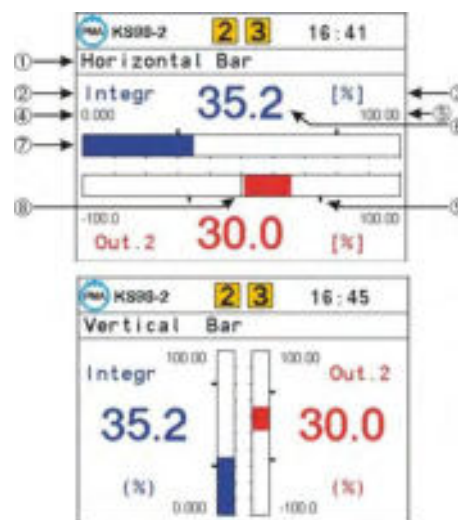 PMA KS98-2 2 3 16:41
① Horizontal Bar
② Integr 35.2 [%]
④ 0.000 100.00 ⑤
⑦
⑧
-100.0 100.00
Out.2 30.0 [%]
PMA KS98-2 2 3 16:45
Vertical Bar
100.00 100.00
Integr Out.2
35.2 30.0
(%) (%)
0.000 -100.0